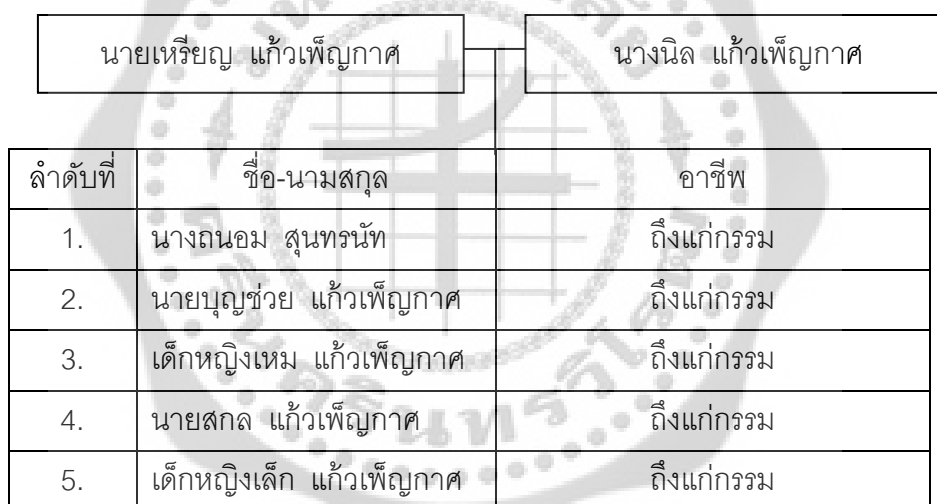 นายเหรียญ แก้วเพ็ญกาศ นางนิล แก้วเพ็ญกาศ
ลำดับที่ ชื่อ-นามสกุล อาชีพ
1. นางถนอม สุนทรนัท ถึงแก่กรรม
2. นายบุญช่วย แก้วเพ็ญกาศ ถึงแก่กรรม
3. เด็กหญิงเหม แก้วเพ็ญกาศ ถึงแก่กรรม
4. นายสกล แก้วเพ็ญกาศ ถึงแก่กรรม
5. เด็กหญิงเล็ก แก้วเพ็ญกาศ ถึงแก่กรรม